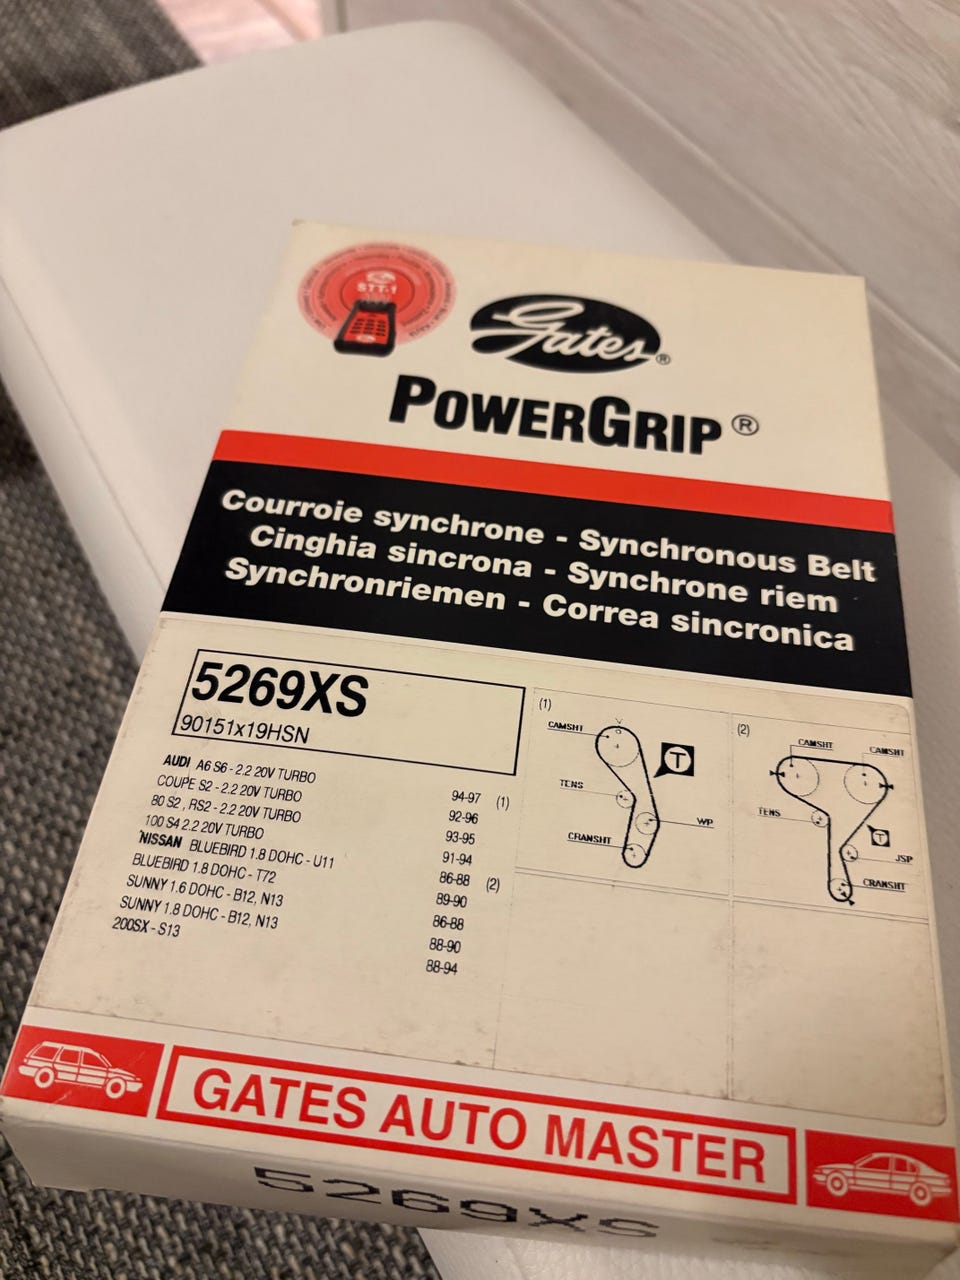 STT-1
Gates®
POWERGRIP®
Courroie synchrone - Synchronous Belt
Cinghia sincrona - Synchrone riem
Synchronriemen - Correa sincronica
5269XS
90151x19HSN
AUDI A6 S6 - 2.2 20V TURBO 94-97 (1)
COUPE S2 - 2.2 20V TURBO 92-96
80 S2 , RS2 - 2.2 20V TURBO 93-95
100 S4 2.2 20V TURBO 91-94
NISSAN BLUEBIRD 1.8 DOHC - U11 86-88 (2)
BLUEBIRD 1.8 DOHC - T72 89-90
SUNNY 1.6 DOHC - B12, N13 86-88
SUNNY 1.8 DOHC - B12, N13 88-90
200SX - S13 88-94
(1)
CAMSHT
T
TENS
WP
CRANSHT
(2)
CAMSHT
CAMSHT
TENS
T
JSP
CRANSHT
GATES AUTO MASTER
5269XS